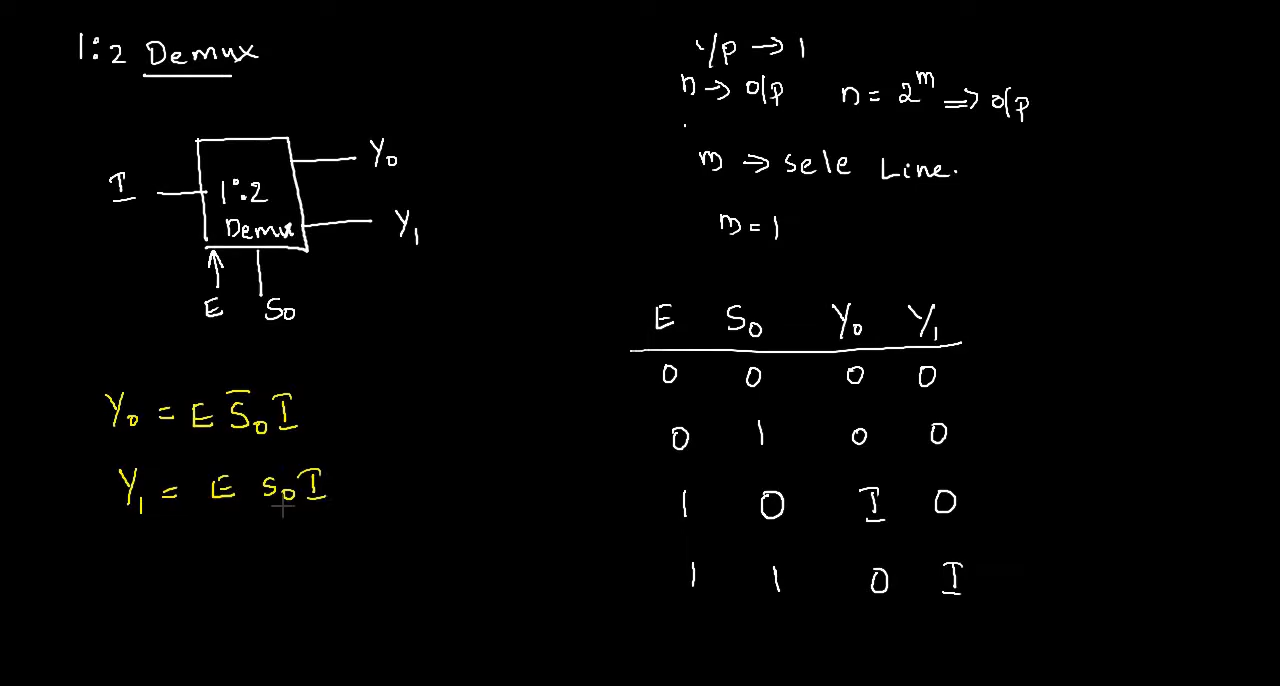 1:2 Demux
I/p → 1
n → o/p n = 2^m ⇒ o/p
m → sele Line.
m = 1
I
1:2
Demux
Y₀
Y₁
E S₀
Y₀ = E S̅₀ I
Y₁ = E S₀ I
E S₀ Y₀ Y₁
0 0 0 0
0 1 0 0
1 0 I 0
1 1 0 I